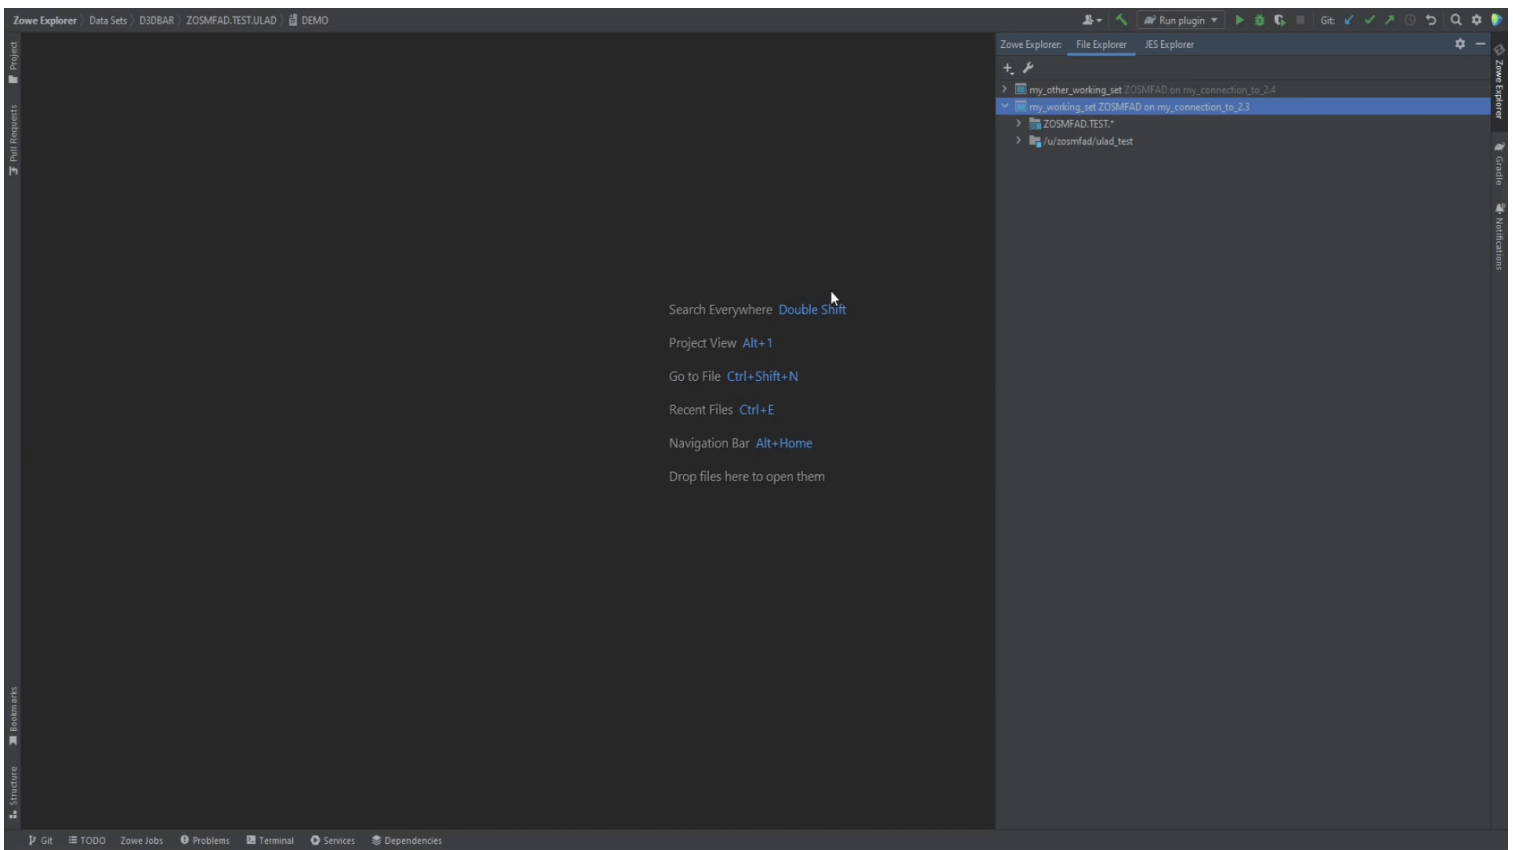 Zowe Explorer Data Sets D3DBAR ZOSMFAD.TEST.ULAD DEMO
Run plugin
Git:
Project
Pull Requests
Bookmarks
Structure
Search Everywhere Double Shift
Project View Alt+1
Go to File Ctrl+Shift+N
Recent Files Ctrl+E
Navigation Bar Alt+Home
Drop files here to open them
Zowe Explorer: File Explorer JES Explorer
my_other_working_set ZOSMFAD on my_connection_to_2.4
my_working_set ZOSMFAD on my_connection_to_2.3
ZOSMFAD.TEST.*
/u/zosmfad/ulad_test
Zowe Explorer
Gradle
Notifications
Git TODO Zowe Jobs Problems Terminal Services Dependencies